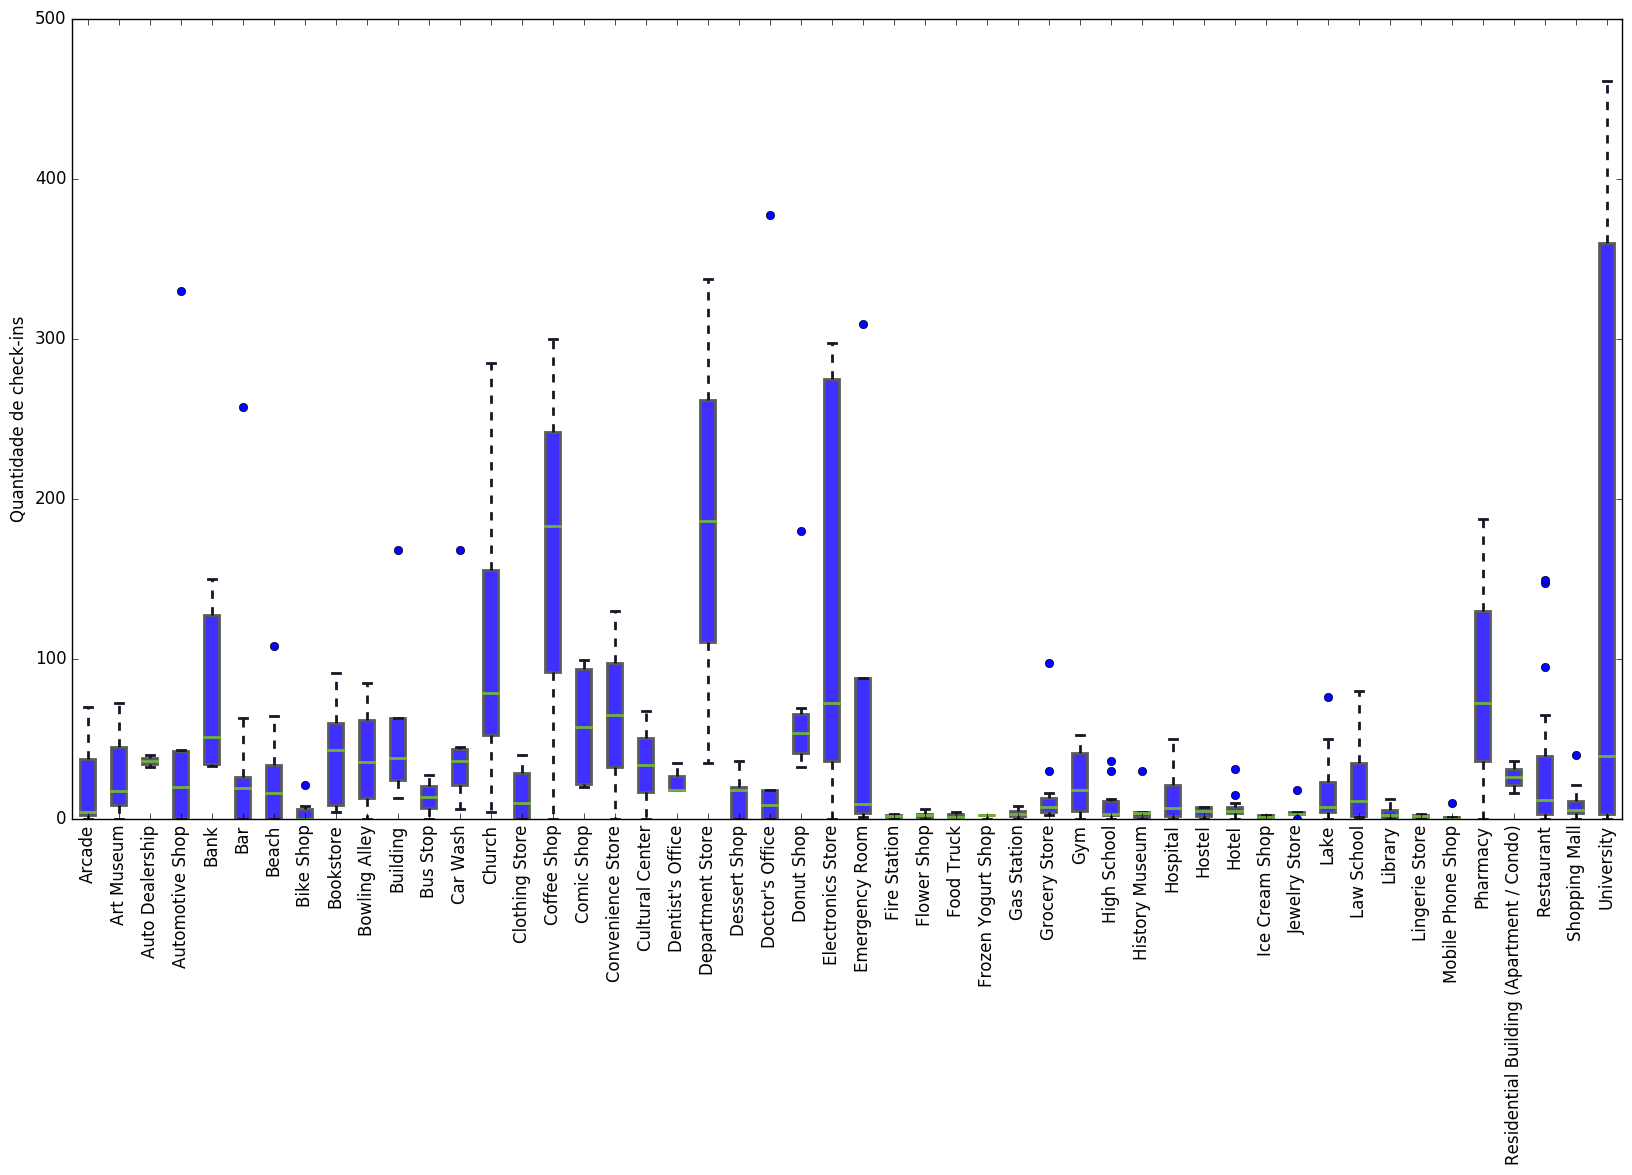 500
400
300
200
100
0
Quantidade de check-ins
Arcade
Art Museum
Auto Dealership
Automotive Shop
Bank
Bar
Beach
Bike Shop
Bookstore
Bowling Alley
Building
Bus Stop
Car Wash
Church
Clothing Store
Coffee Shop
Comic Shop
Convenience Store
Cultural Center
Dentist's Office
Department Store
Dessert Shop
Doctor's Office
Donut Shop
Electronics Store
Emergency Room
Fire Station
Flower Shop
Food Truck
Frozen Yogurt Shop
Gas Station
Grocery Store
Gym
High School
History Museum
Hospital
Hostel
Hotel
Ice Cream Shop
Jewelry Store
Lake
Law School
Library
Lingerie Store
Mobile Phone Shop
Pharmacy
Residential Building (Apartment / Condo)
Restaurant
Shopping Mall
University